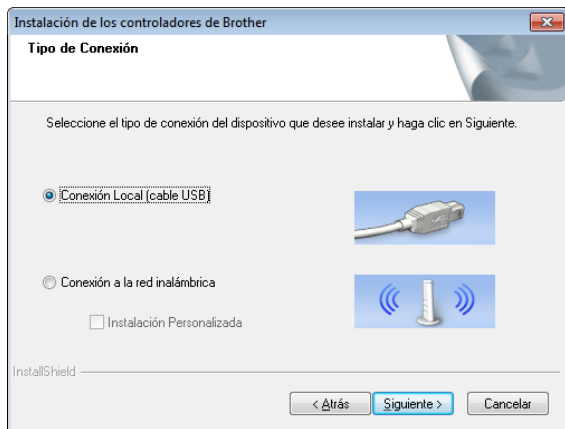 Instalación de los controladores de Brother
Tipo de Conexión
Seleccione el tipo de conexión del dispositivo que desee instalar y haga clic en Siguiente.
Conexión Local (cable USB)
Conexión a la red inalámbrica
Instalación Personalizada
InstallShield
< Atrás
Siguiente >
Cancelar